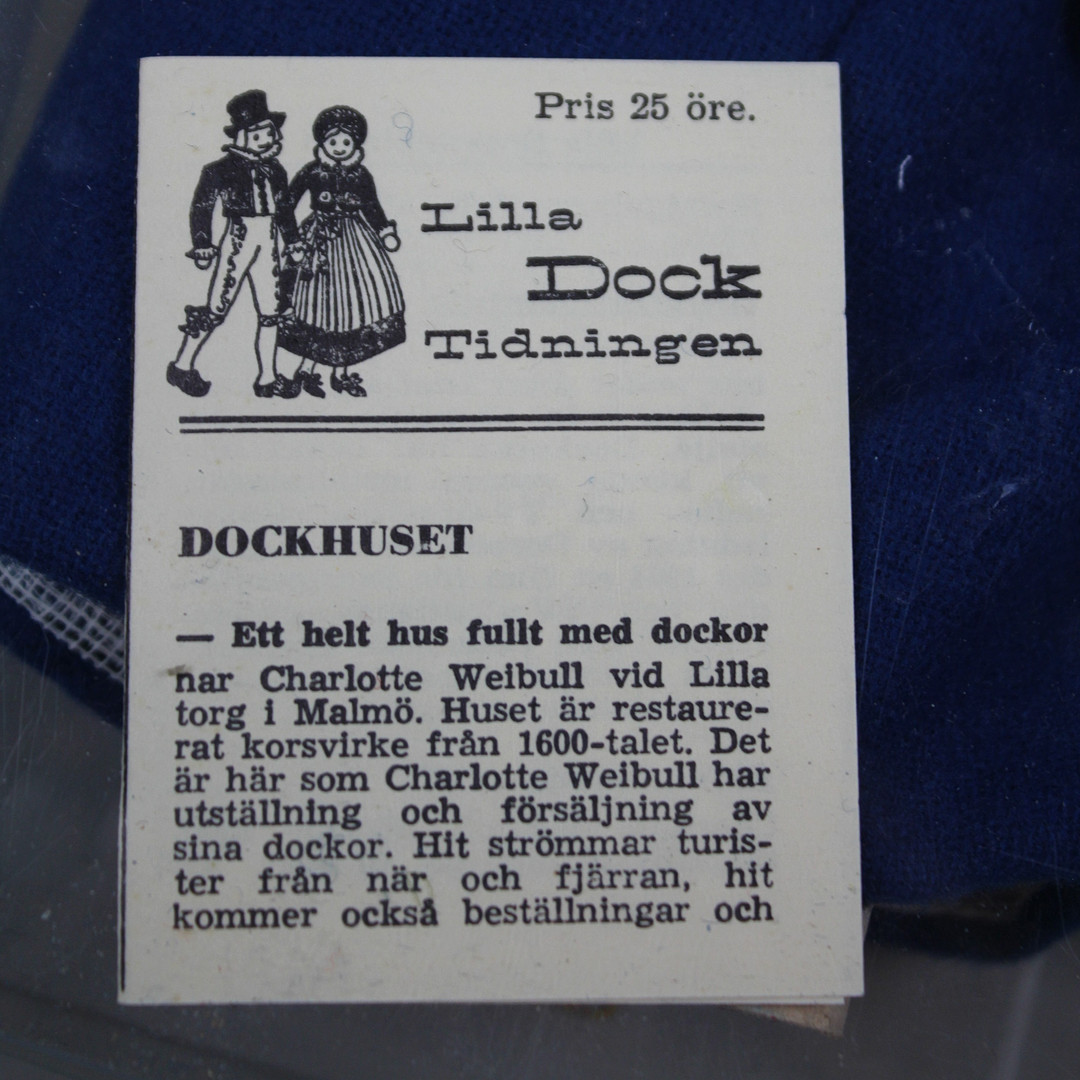 Pris 25 öre.
Lilla
Dock
Tidningen
DOCKHUSET
— Ett helt hus fullt med dockor
har Charlotte Weibull vid Lilla
torg i Malmö. Huset är restaure-
rat korsvirke från 1600-talet. Det
är här som Charlotte Weibull har
utställning och försäljning av
sina dockor. Hit strömmar turis-
ter från när och fjärran, hit
kommer också beställningar och